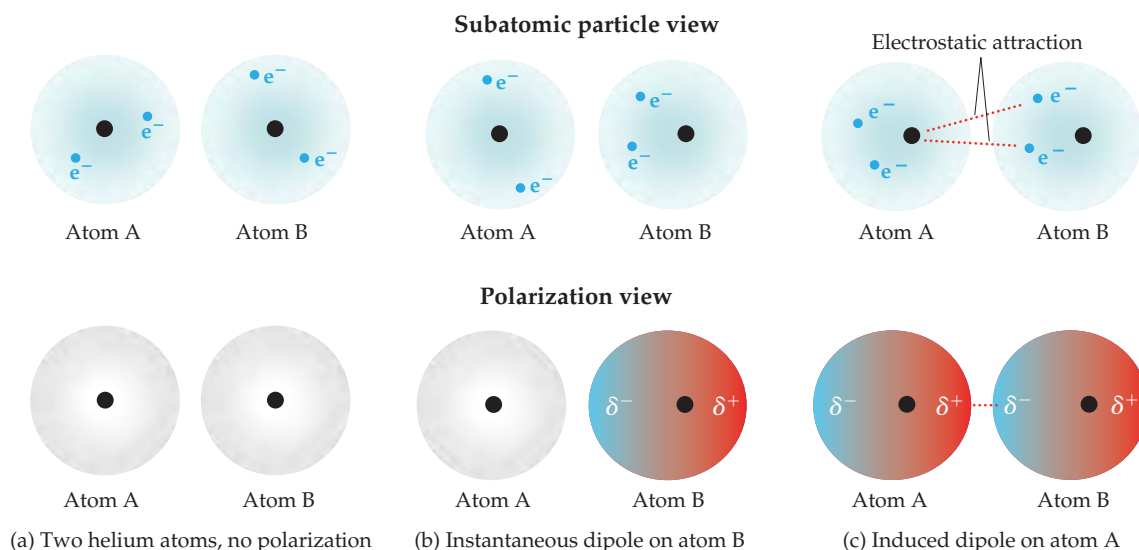 Subatomic particle view
Electrostatic attraction
e⁻ e⁻ e⁻ e⁻ e⁻ e⁻ e⁻ e⁻ e⁻ e⁻ e⁻ e⁻
Atom A Atom B Atom A Atom B Atom A Atom B
Polarization view
δ⁻ δ⁺ δ⁻ δ⁺ δ⁻ δ⁺
Atom A Atom B Atom A Atom B Atom A Atom B
(a) Two helium atoms, no polarization (b) Instantaneous dipole on atom B (c) Induced dipole on atom A